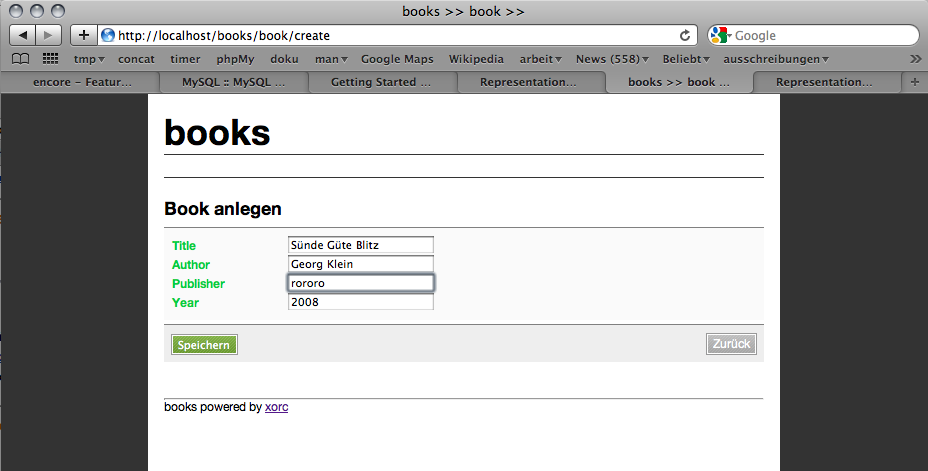 books >> book >>
http://localhost/books/book/create
Google
tmp concat timer phpMy doku man Google Maps Wikipedia arbeit News (558) Beliebt ausschreibungen
encore – Featur... MySQL :: MySQL ... Getting Started ... Representation... books >> book ... Representation...
books
Book anlegen
Title Sünde Güte Blitz
Author Georg Klein
Publisher rororo
Year 2008
Speichern Zurück
books powered by xorc